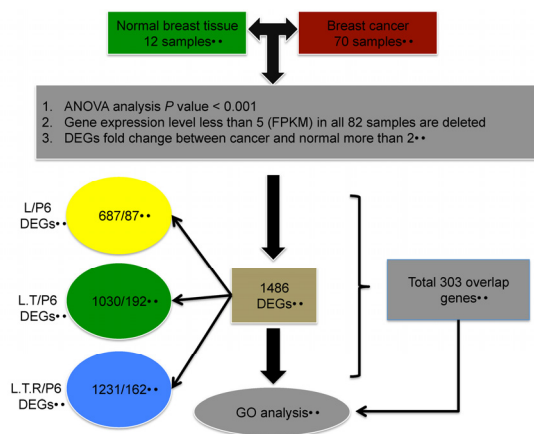 Normal breast tissue
12 samples••
Breast cancer
70 samples••
1. ANOVA analysis P value < 0.001
2. Gene expression level less than 5 (FPKM) in all 82 samples are deleted
3. DEGs fold change between cancer and normal more than 2••
L/P6
DEGs••
687/87••
L.T/P6
DEGs••
1030/192••
L.T.R/P6
DEGs••
1231/162••
1486
DEGs••
Total 303 overlap
genes••
GO analysis••